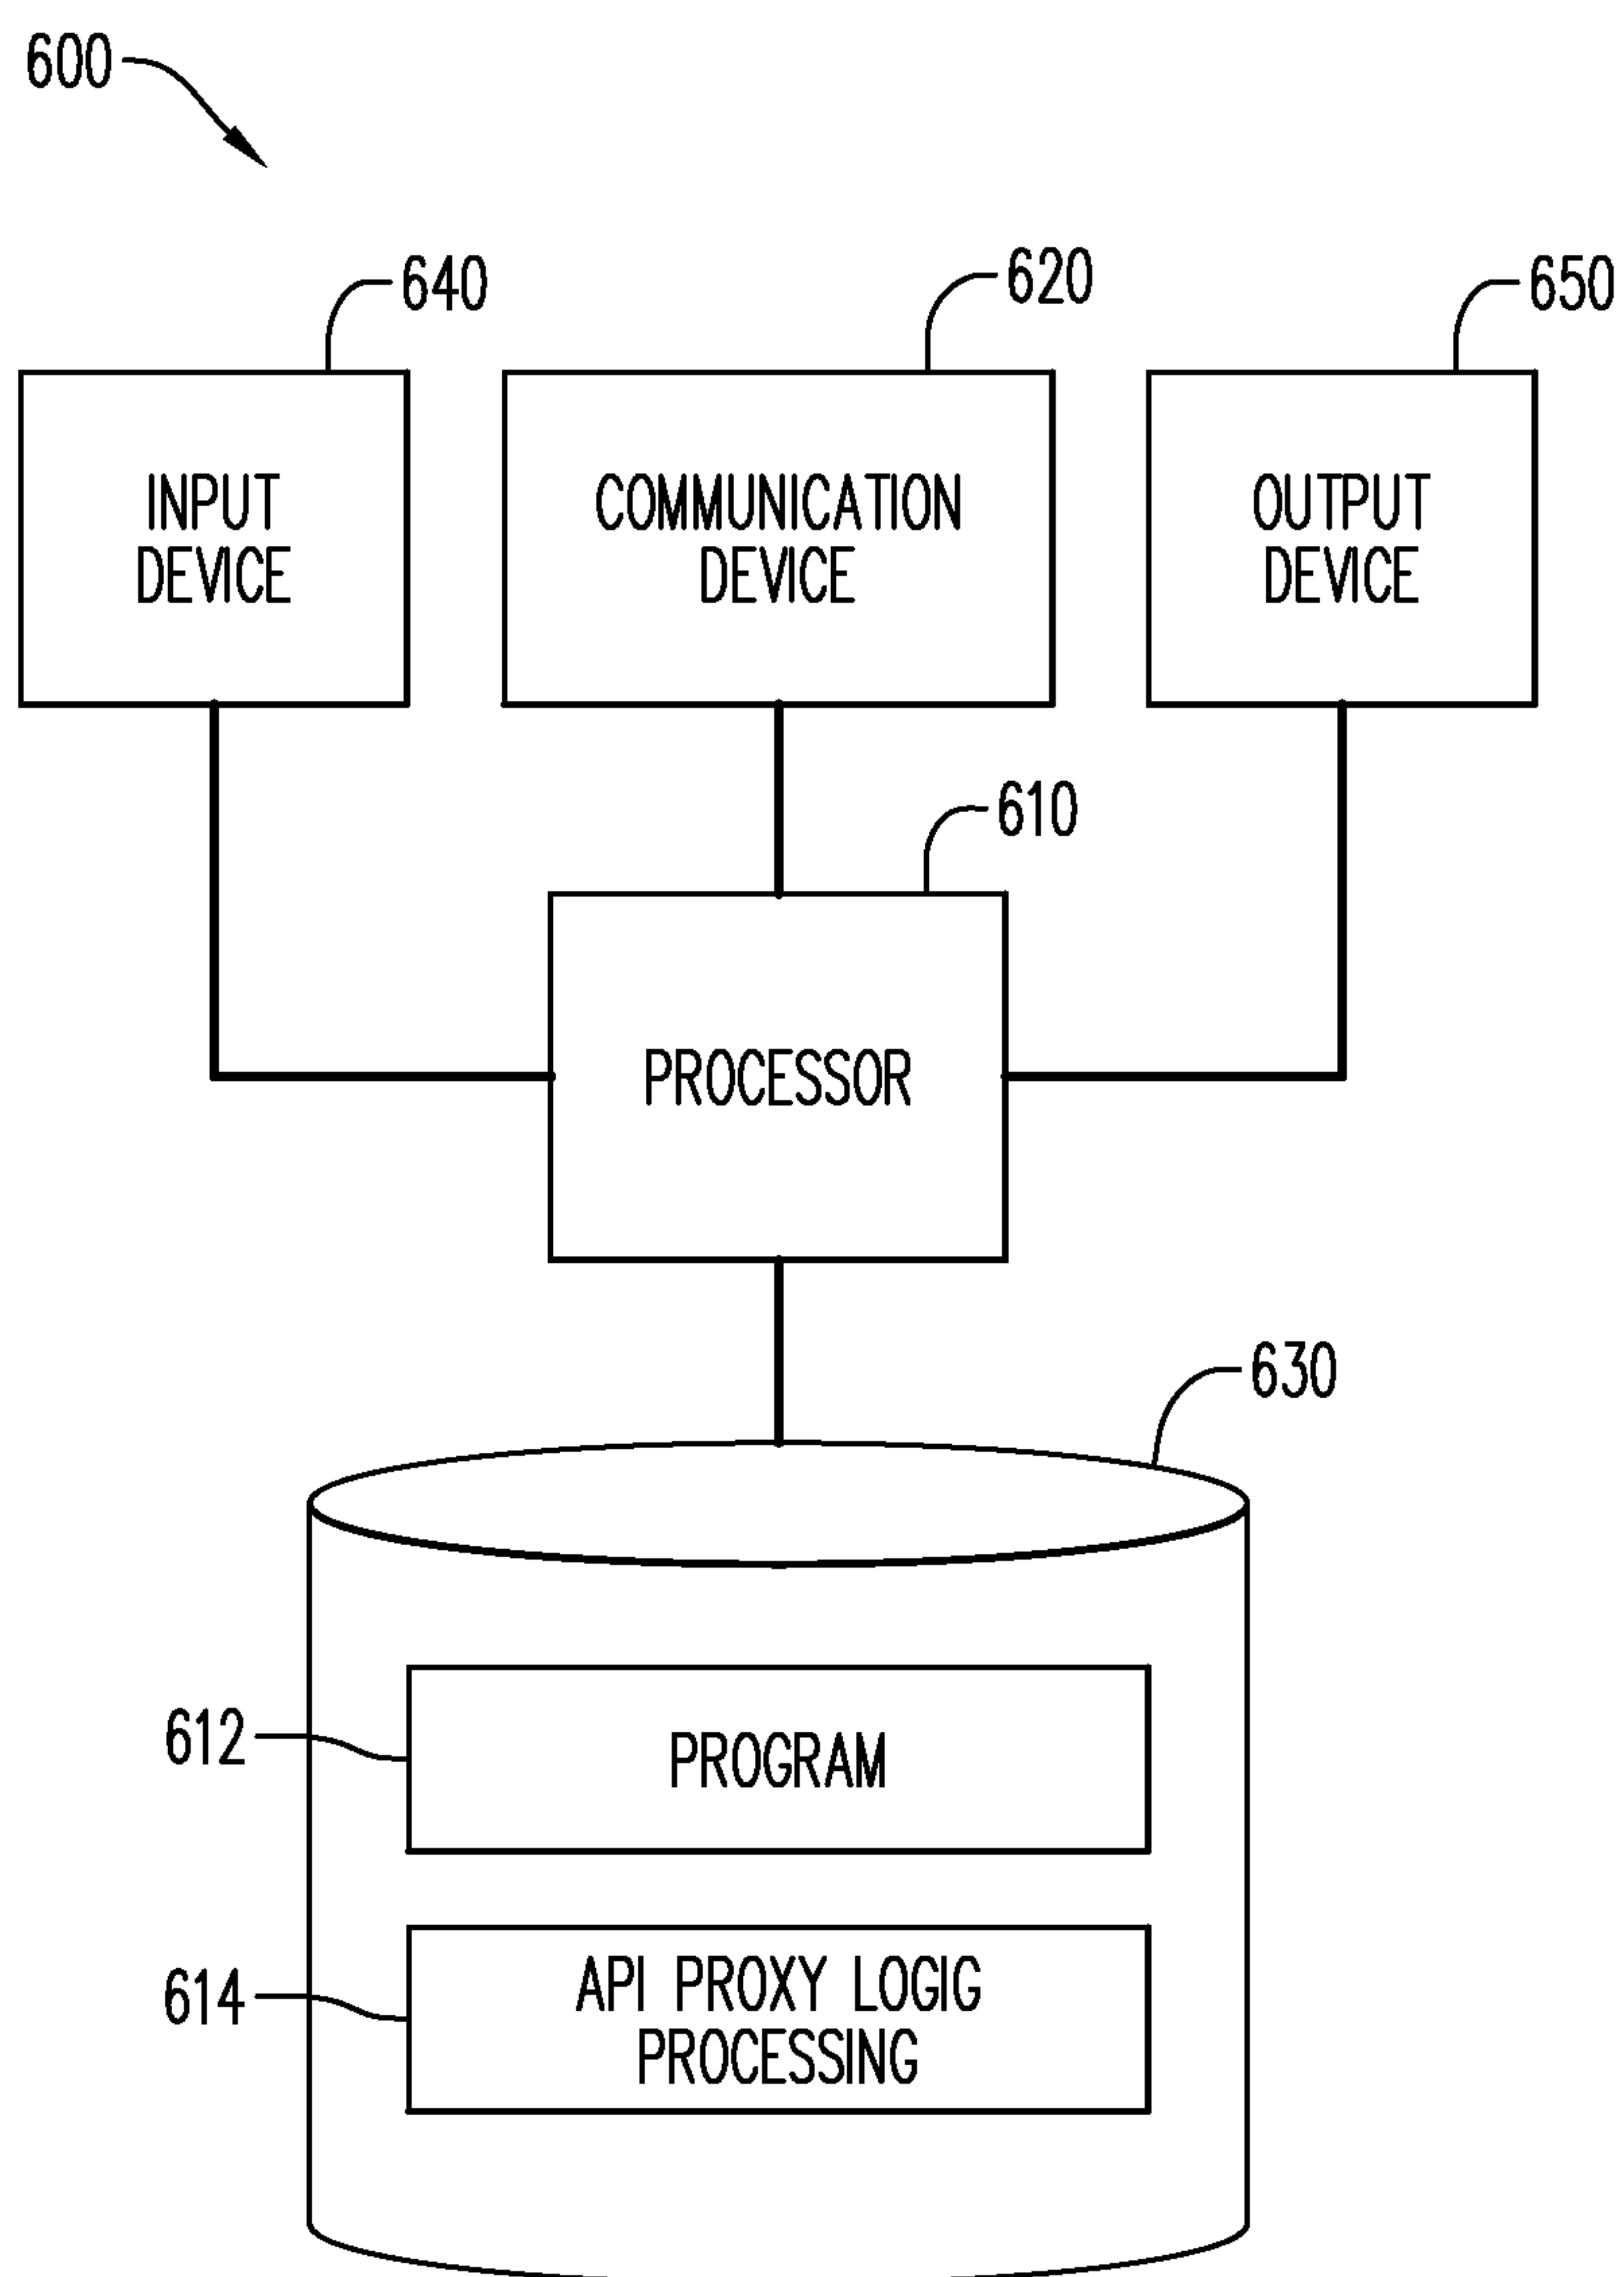 600
640
620
650
INPUT
DEVICE
COMMUNICATION
DEVICE
OUTPUT
DEVICE
610
PROCESSOR
630
612
PROGRAM
614
API PROXY LOGIG
PROCESSING